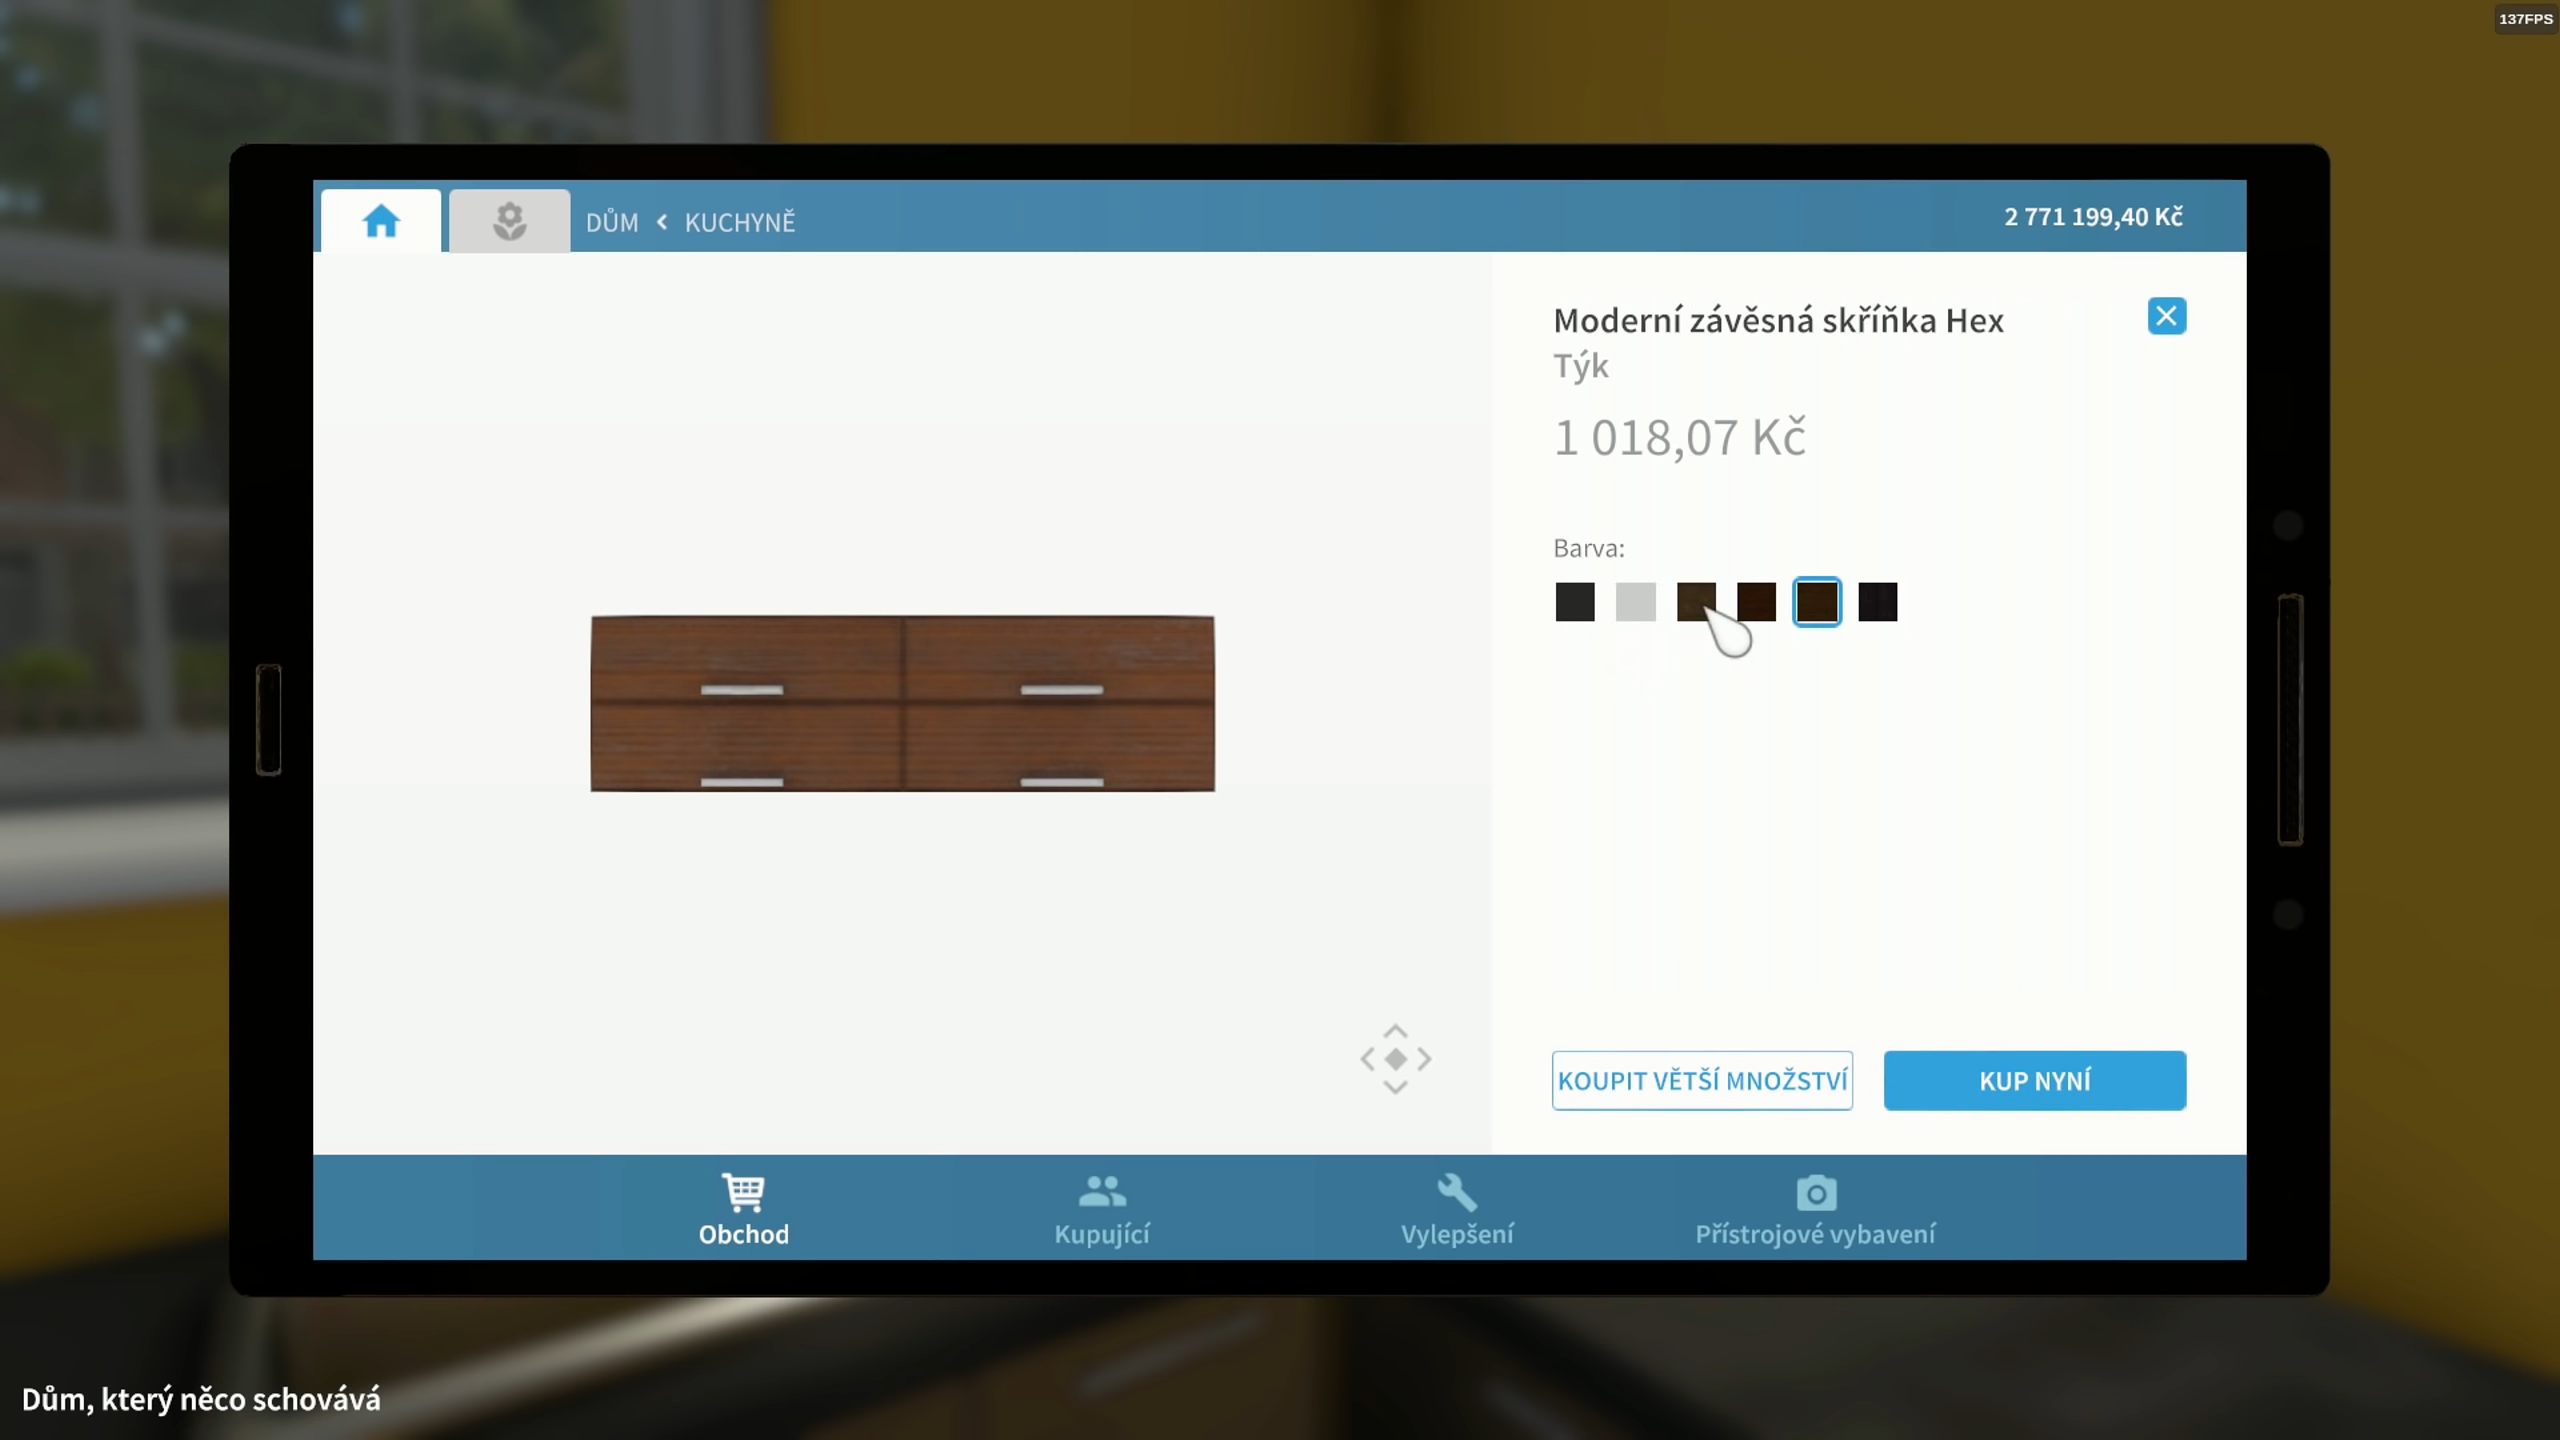 137FPS
DŮM KUCHYNĚ
2 771 199,40 Kč
Moderní závěsná skříňka Hex
Týk
1 018,07 Kč
Barva:
KOUPIT VĚTŠÍ MNOŽSTVÍ
KUP NYNÍ
Obchod
Kupující
Vylepšení
Přístrojové vybavení
Dům, který něco schovává